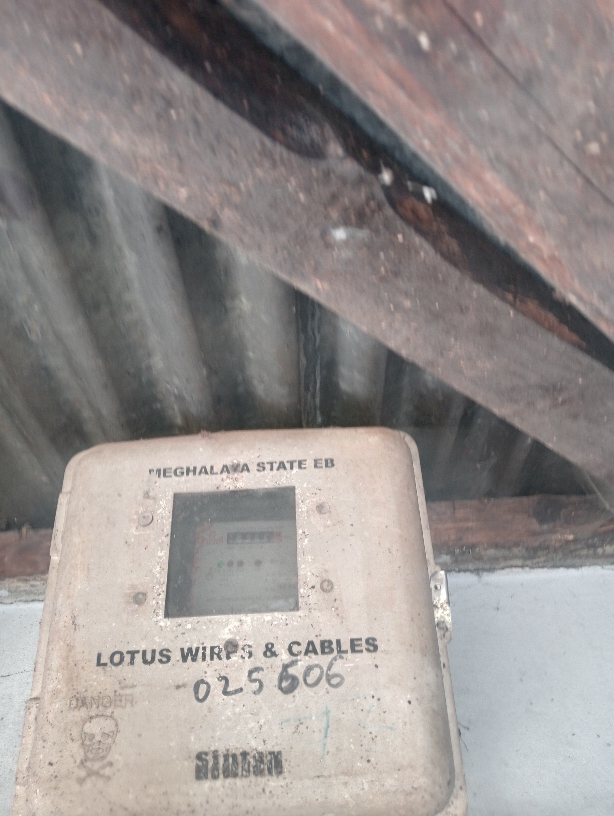 MEGHALAYA STATE EB
LOTUS WIRES & CABLES
025606
DANGER